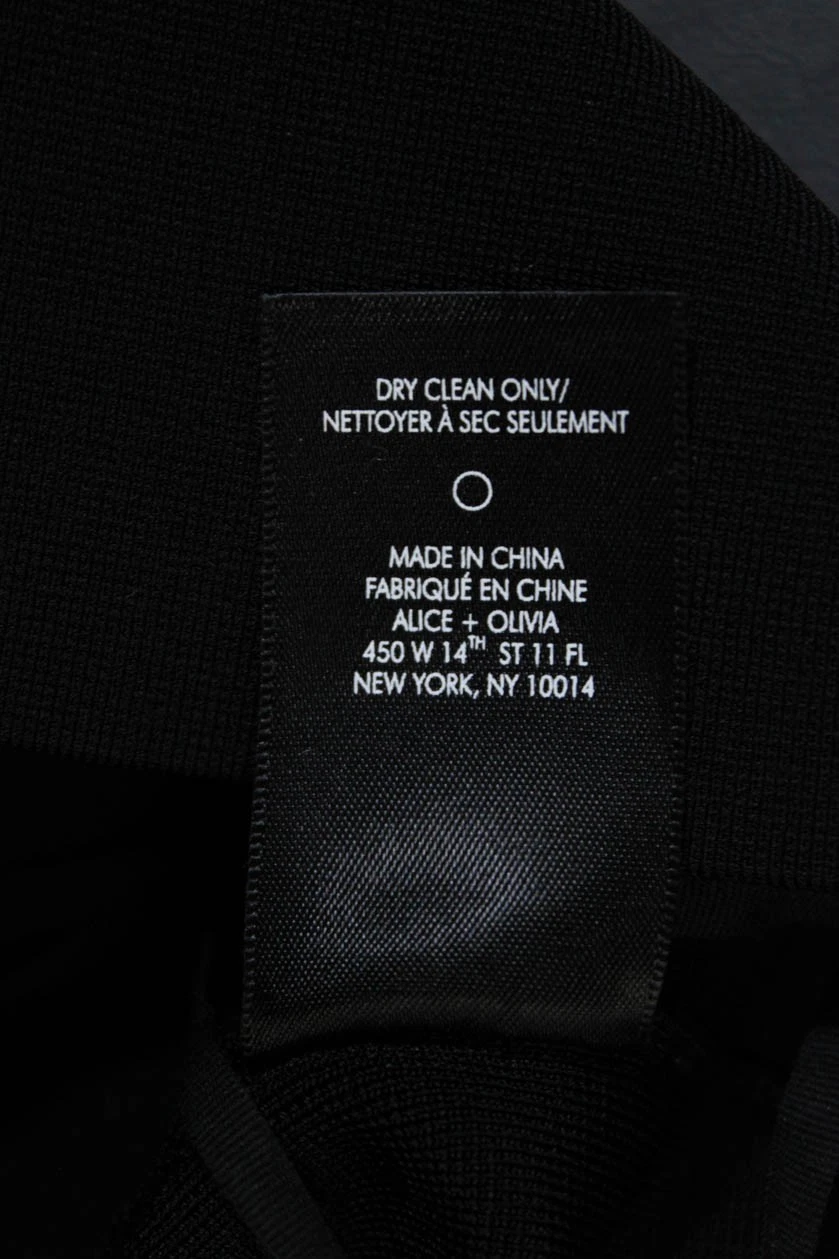 DRY CLEAN ONLY/
NETTOYER À SEC SEULEMENT
MADE IN CHINA
FABRIQUÉ EN CHINE
ALICE + OLIVIA
450 W 14TH ST 11 FL
NEW YORK, NY 10014